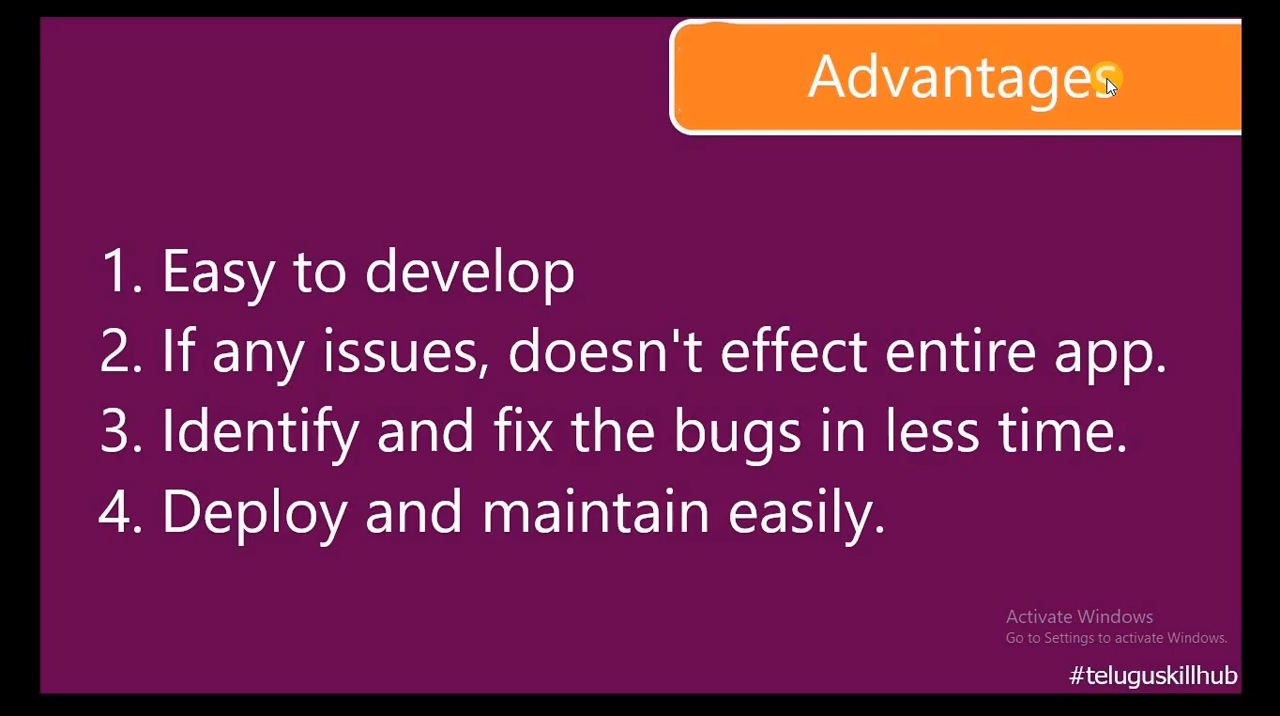 Advantages
1. Easy to develop
2. If any issues, doesn't effect entire app.
3. Identify and fix the bugs in less time.
4. Deploy and maintain easily.
Activate Windows
Go to Settings to activate Windows.
#teluguskillhub